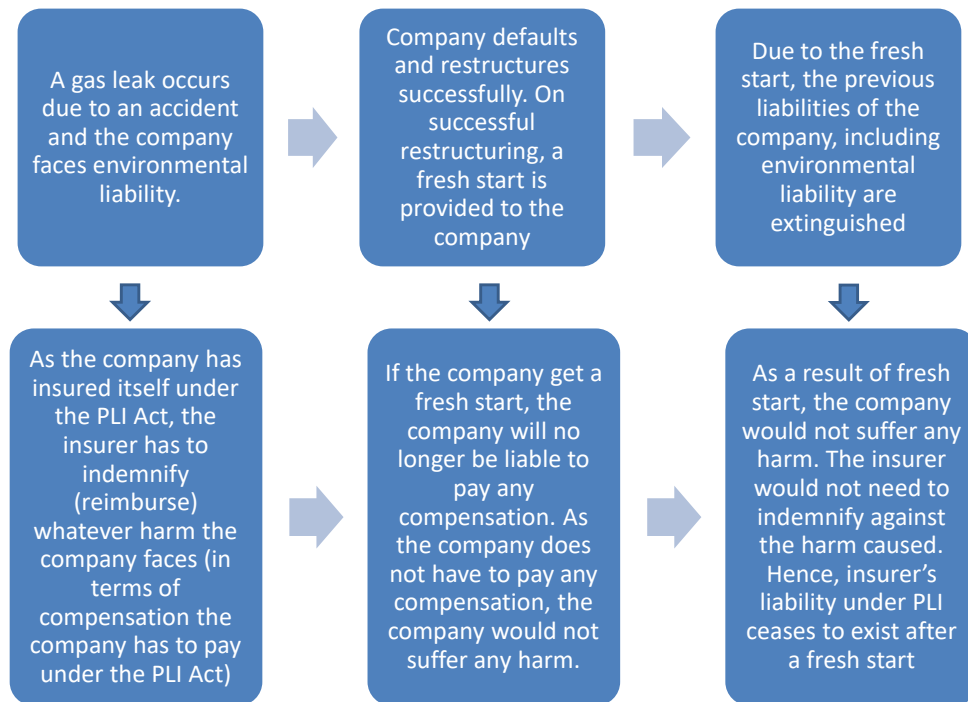 A gas leak occurs
due to an accident
and the company
faces environmental
liability.
Company defaults
and restructures
successfully. On
successful
restructuring, a
fresh start is
provided to the
company
Due to the fresh
start, the previous
liabilities of the
company, including
environmental
liability are
extinguished
As the company has
insured itself under
the PLI Act, the
insurer has to
indemnify
(reimburse)
whatever harm the
company faces (in
terms of
compensation the
company has to pay
under the PLI Act)
If the company get a
fresh start, the
company will no
longer be liable to
pay any
compensation. As
the company does
not have to pay any
compensation, the
company would not
suffer any harm.
As a result of fresh
start, the company
would not suffer any
harm. The insurer
would not need to
indemnify against
the harm caused.
Hence, insurer’s
liability under PLI
ceases to exist after
a fresh start